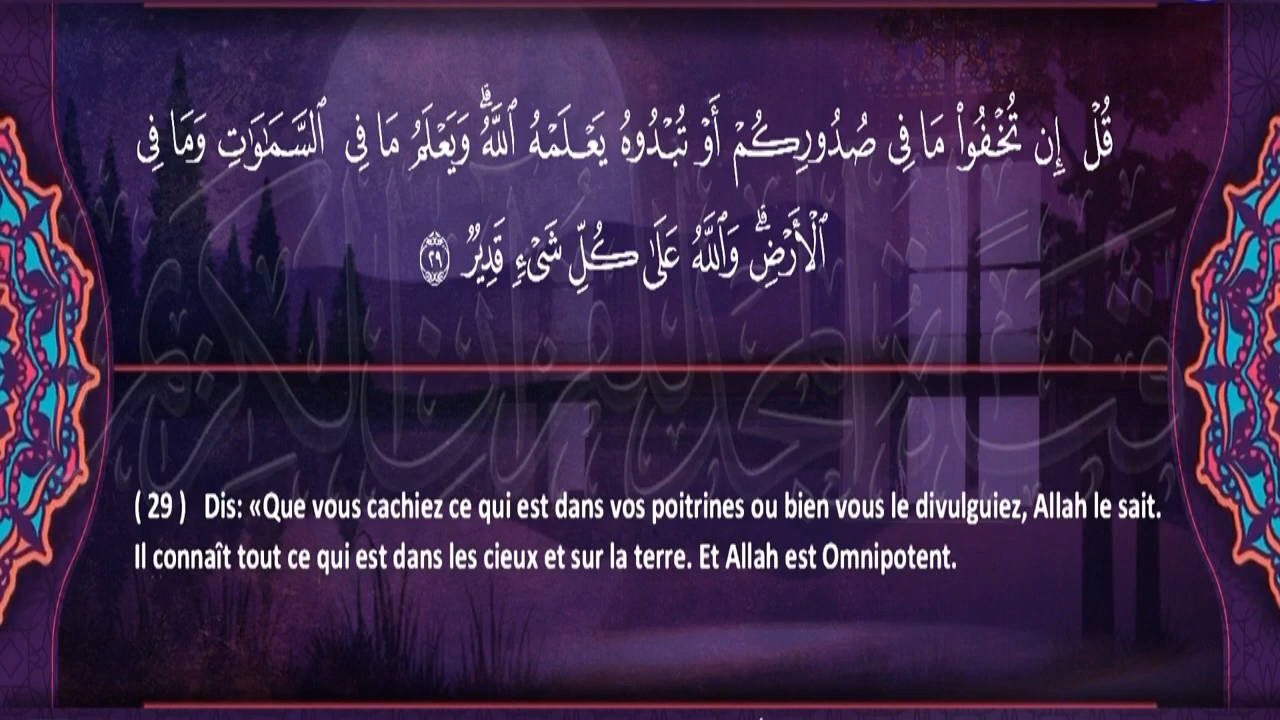 قُلْ إِن تُخْفُوا۟ مَا فِى صُدُورِكُمْ أَوْ تُبْدُوهُ يَعْلَمْهُ ٱللَّهُ ۗ وَيَعْلَمُ مَا فِى ٱلسَّمَـٰوَٰتِ وَمَا فِى
ٱلْأَرْضِ ۗ وَٱللَّهُ عَلَىٰ كُلِّ شَىْءٍ قَدِيرٌ ٢٩
( 29 ) Dis: «Que vous cachiez ce qui est dans vos poitrines ou bien vous le divulguiez, Allah le sait.
Il connaît tout ce qui est dans les cieux et sur la terre. Et Allah est Omnipotent.